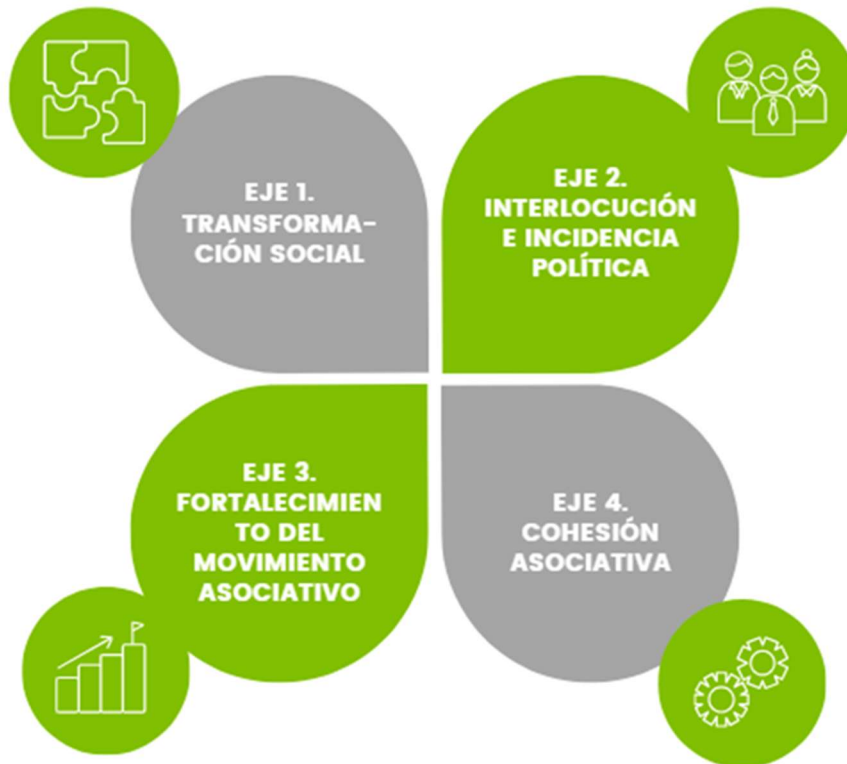 EJE 1.
TRANSFORMA-
CIÓN SOCIAL
EJE 2.
INTERLOCUCIÓN
E INCIDENCIA
POLÍTICA
EJE 3.
FORTALECIMIEN
TO DEL
MOVIMIENTO
ASOCIATIVO
EJE 4.
COHESIÓN
ASOCIATIVA